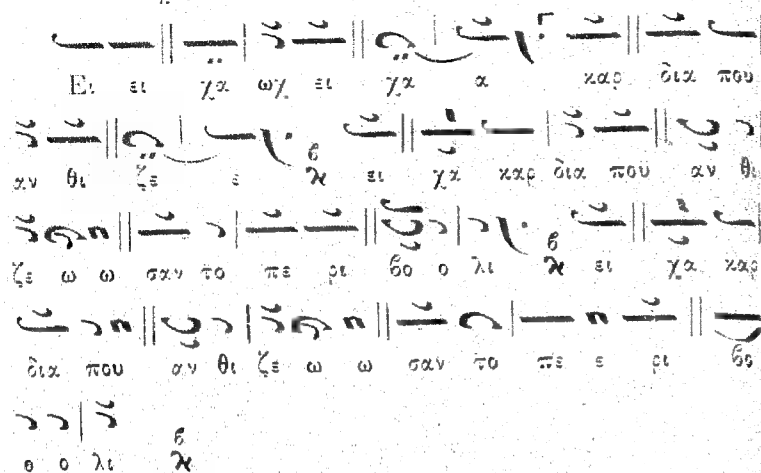 Ει ει χα ωχ ει χα α καρ δια που
αν θι ζε ε ει χα καρ δια που αν θι
ζε ω ω σαν το πε ρι βο ο λι ει χα καρ
δια που αν θι ζε ω ω σαν το πε ε ρι βο
ο ο λι